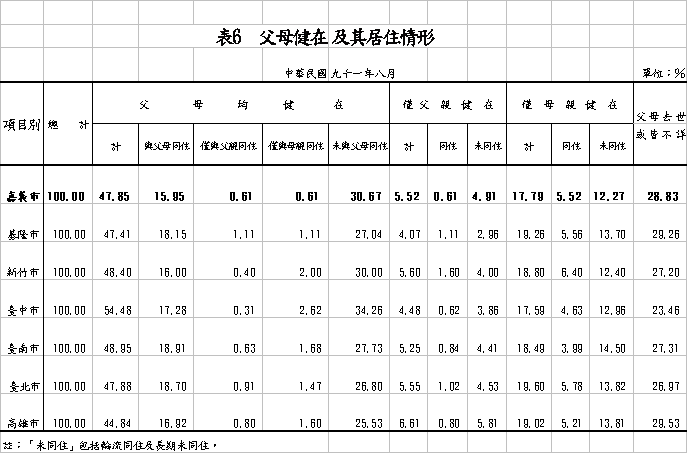 表6 父母健在及其居住情形
中華民國九十一年八月 單位：%
項目別 總計 父母均健在 僅父親健在 僅母親健在 父母去世或皆不詳
計 與父母同住 僅與父親同住 僅與母親同住 未與父母同住 計 同住 未同住 計 同住 未同住
嘉義市 100.00 47.85 15.95 0.61 0.61 30.67 5.52 0.61 4.91 17.79 5.52 12.27 28.83
基隆市 100.00 47.41 18.15 1.11 1.11 27.04 4.07 1.11 2.96 19.26 5.56 13.70 29.26
新竹市 100.00 48.40 16.00 0.40 2.00 30.00 5.60 1.60 4.00 18.80 6.40 12.40 27.20
臺中市 100.00 54.48 17.28 0.31 2.62 34.26 4.48 0.62 3.86 17.59 4.63 12.96 23.46
臺南市 100.00 48.95 18.91 0.63 1.68 27.73 5.25 0.84 4.41 18.49 3.99 14.50 27.31
臺北市 100.00 47.88 18.70 0.91 1.47 26.80 5.55 1.02 4.53 19.60 5.78 13.82 26.97
高雄市 100.00 44.84 16.92 0.80 1.60 25.53 6.61 0.80 5.81 19.02 5.21 13.81 29.53
註：「未同住」包括輪流同住及長期未同住。